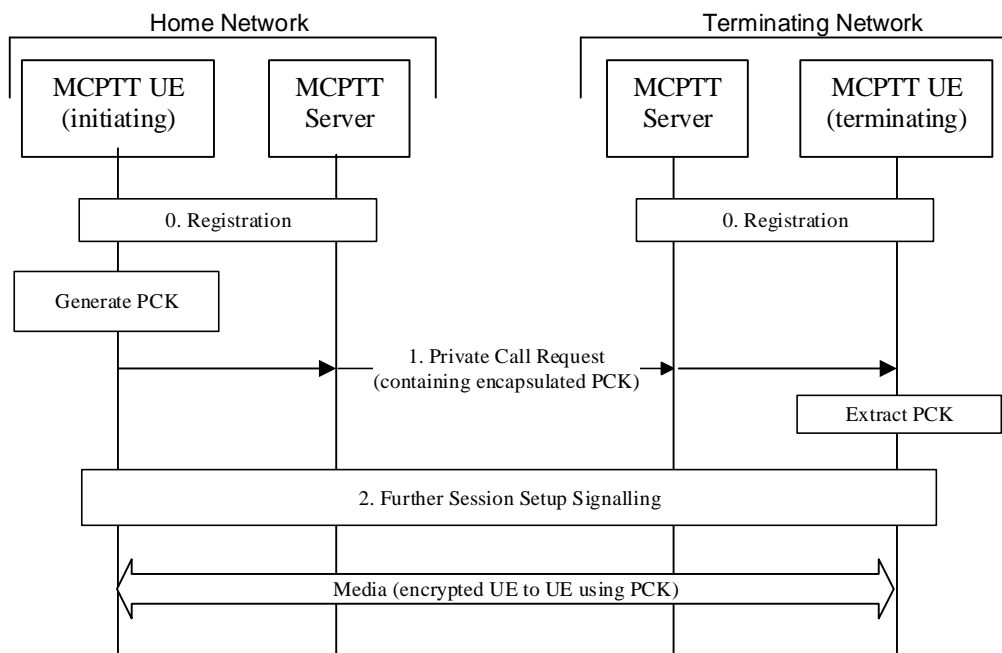 Home Network
Terminating Network
MCPTT UE
(initiating)
MCPTT
Server
MCPTT
Server
MCPTT UE
(terminating)
0. Registration
0. Registration
Generate PCK
1. Private Call Request
(containing encapsulated PCK)
Extract PCK
2. Further Session Setup Signalling
Media (encrypted UE to UE using PCK)